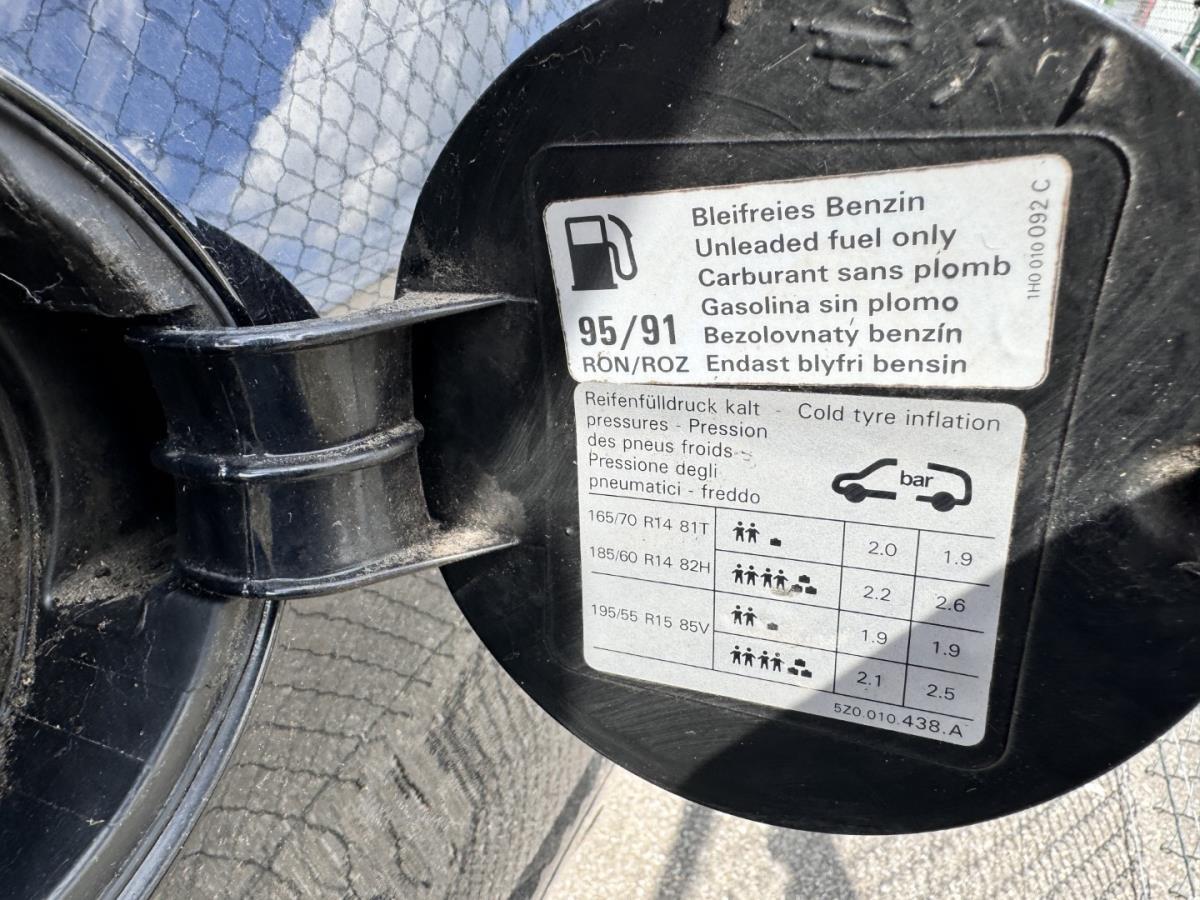 Bleifreies Benzin
Unleaded fuel only
Carburant sans plomb
Gasolina sin plomo
95/91 Bezolovnatý benzín
RON/ROZ Endast blyfri bensin
1H0 010 092 C
Reifenfülldruck kalt - Cold tyre inflation
pressures - Pression
des pneus froids -
Pressione degli
pneumatici - freddo
bar
165/70 R14 81T 2.0 1.9
185/60 R14 82H 2.2 2.6
195/55 R15 85V 1.9 1.9
2.1 2.5
5Z0.010.438.A